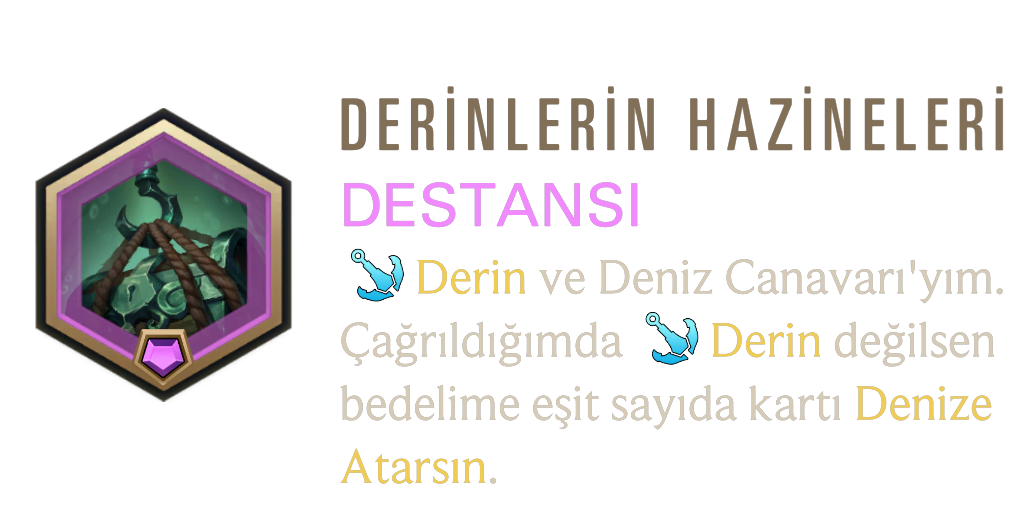 DERİNLERİN HAZİNELERİ
DESTANSI
Derin ve Deniz Canavarı'yım.
Çağrıldığımda Derin değilsen
bedelime eşit sayıda kartı Denize
Atarsın.